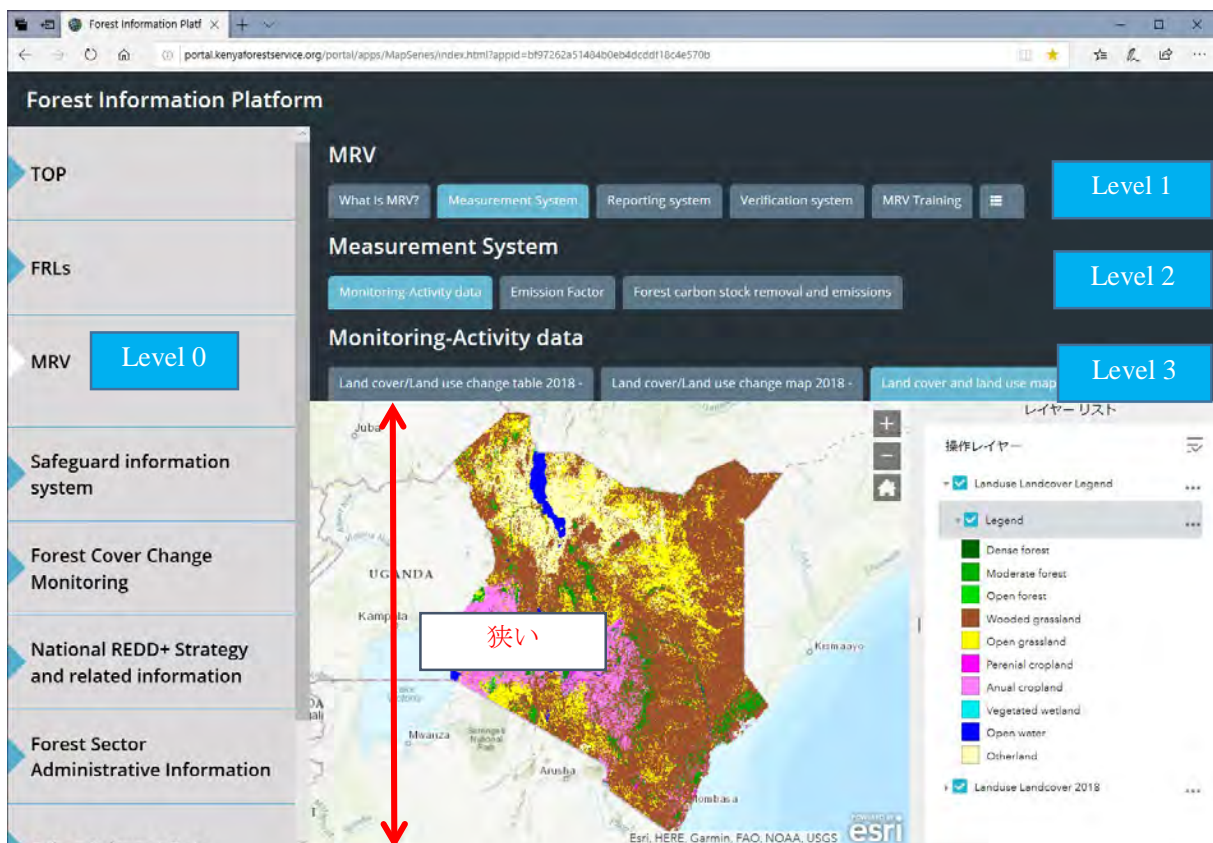 Forest Information Platf
portal.kenyaforestservice.org/portal/apps/MapSeries/index.html?appid=bf97262a51484b0eb4dcddf18c4e570b
Forest Information Platform
TOP
FRLs
MRV
Level 0
Safeguard information
system
Forest Cover Change
Monitoring
National REDD+ Strategy
and related information
Forest Sector
Administrative Information
MRV
What Is MRV?
Measurement System
Reporting system
Verification system
MRV Training
Level 1
Measurement System
Monitoring-Activity data
Emission Factor
Forest carbon stock removal and emissions
Level 2
Monitoring-Activity data
Land cover/Land use change table 2018 -
Land cover/Land use change map 2018 -
Land cover and land use map
Level 3
Juba
UGANDA
Kampala
狭い
Kismaayo
Mwanza
Serengeti
National
Park
Arusha
Mombasa
Esri, HERE, Garmin, FAO, NOAA, USGS
POWERED BY
esri
レイヤー リスト
操作レイヤー
Landuse Landcover Legend
Legend
Dense forest
Moderate forest
Open forest
Wooded grassland
Open grassland
Perenial cropland
Anual cropland
Vegetated wetland
Open water
Otherland
Landuse Landcover 2018